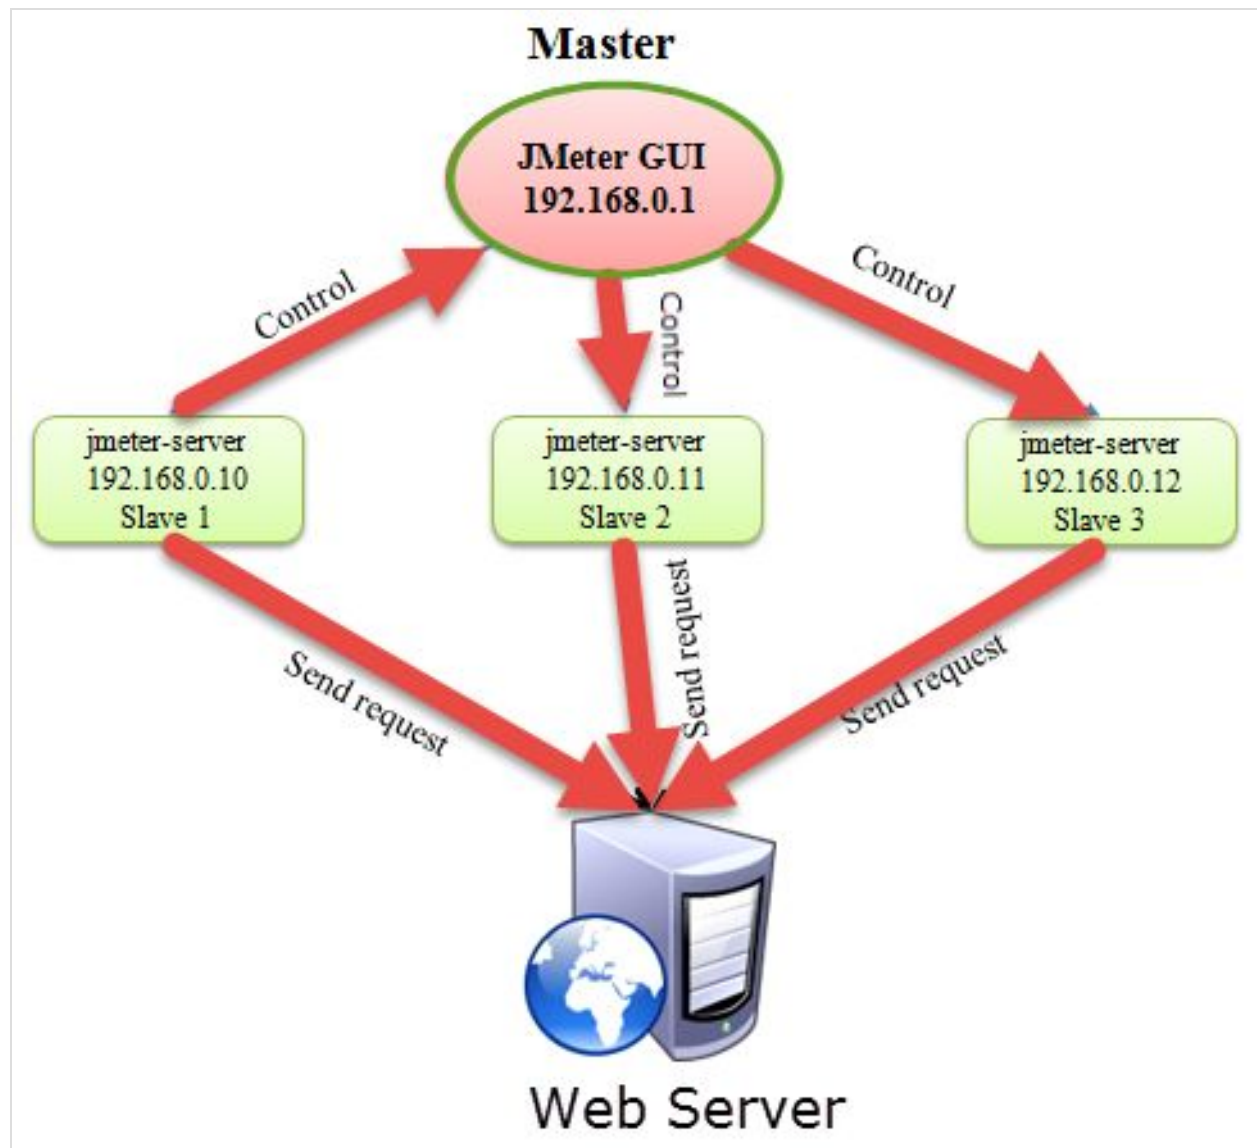 Master
JMeter GUI
192.168.0.1
Control
Control
Control
jmeter-server
192.168.0.10
Slave 1
jmeter-server
192.168.0.11
Slave 2
jmeter-server
192.168.0.12
Slave 3
Send request
Send request
Send request
Web Server